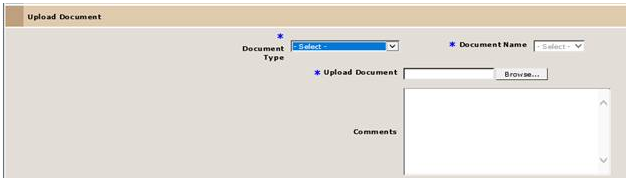 Upload Document
* Document Type - Select - * Document Name - Select -
* Upload Document Browse...
Comments